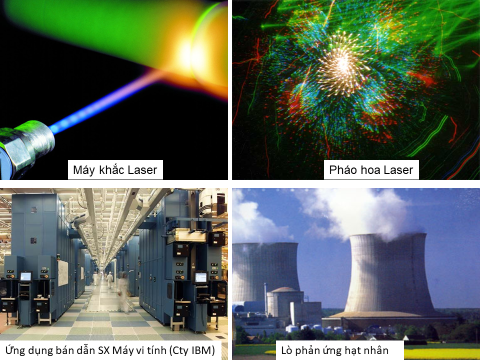 Máy khắc Laser
Pháo hoa Laser
Ứng dụng bán dẫn SX Máy vi tính (Cty IBM)
Lò phản ứng hạt nhân